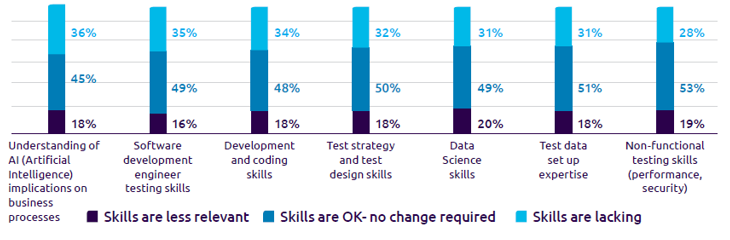 36% 35% 34% 32% 31% 31% 28%
45% 49% 48% 50% 49% 51% 53%
18% 16% 18% 18% 20% 18% 19%
Understanding of
AI (Artificial
Intelligence)
implications on
business
processes
Software
development
engineer
testing skills
Development
and coding
skills
Test strategy
and test
design skills
Data
Science
skills
Test data
set up
expertise
Non-functional
testing skills
(performance,
security)
Skills are less relevant Skills are OK- no change required Skills are lacking